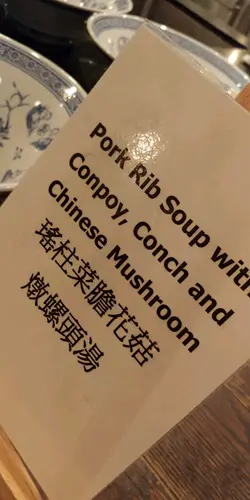 Pork Rib Soup with
Conpoy, Conch and
Chinese Mushroom
瑤柱菜膽花菇
燉螺頭湯